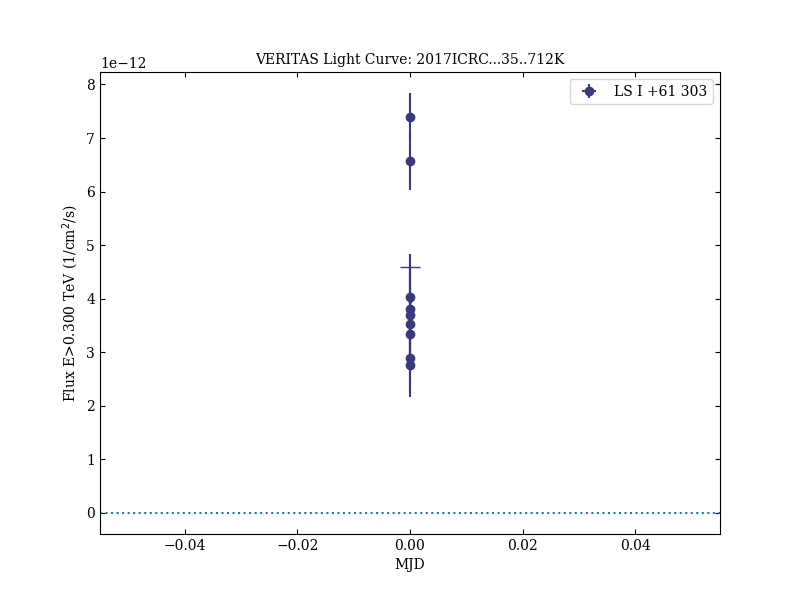 VERITAS Light Curve: 2017ICRC...35..712K
1e−12
LS I +61 303
8
7
6
5
4
3
2
1
0
Flux E>0.300 TeV (1/cm²/s)
−0.04 −0.02 0.00 0.02 0.04
MJD